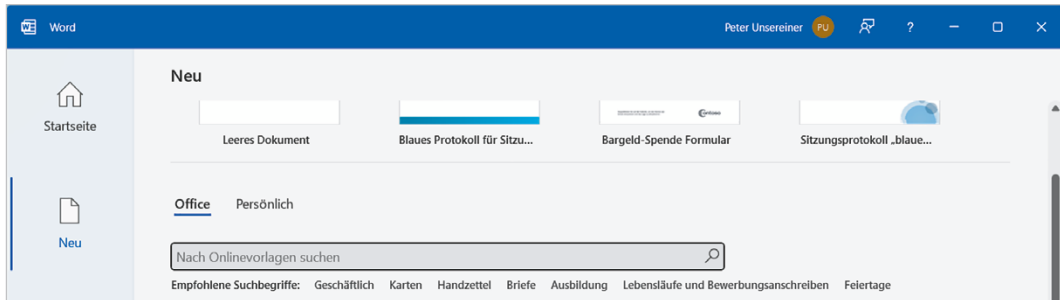 Word Peter Unsereiner PU ?
Neu
Startseite
Leeres Dokument Blaues Protokoll für Sitzu... Bargeld-Spende Formular Sitzungsprotokoll „blaue...
Office Persönlich
Neu
Nach Onlinevorlagen suchen
Empfohlene Suchbegriffe: Geschäftlich Karten Handzettel Briefe Ausbildung Lebensläufe und Bewerbungsanschreiben Feiertage